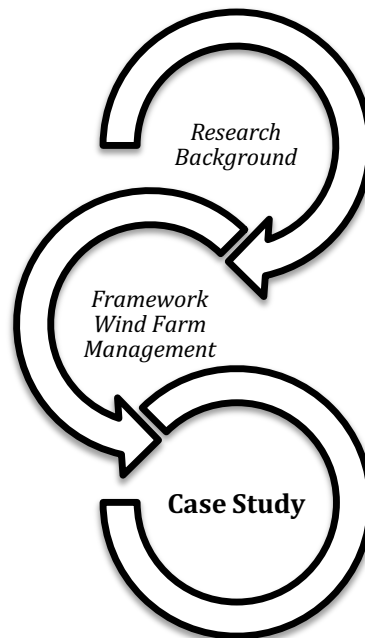 Research
Background
Framework
Wind Farm
Management
Case Study